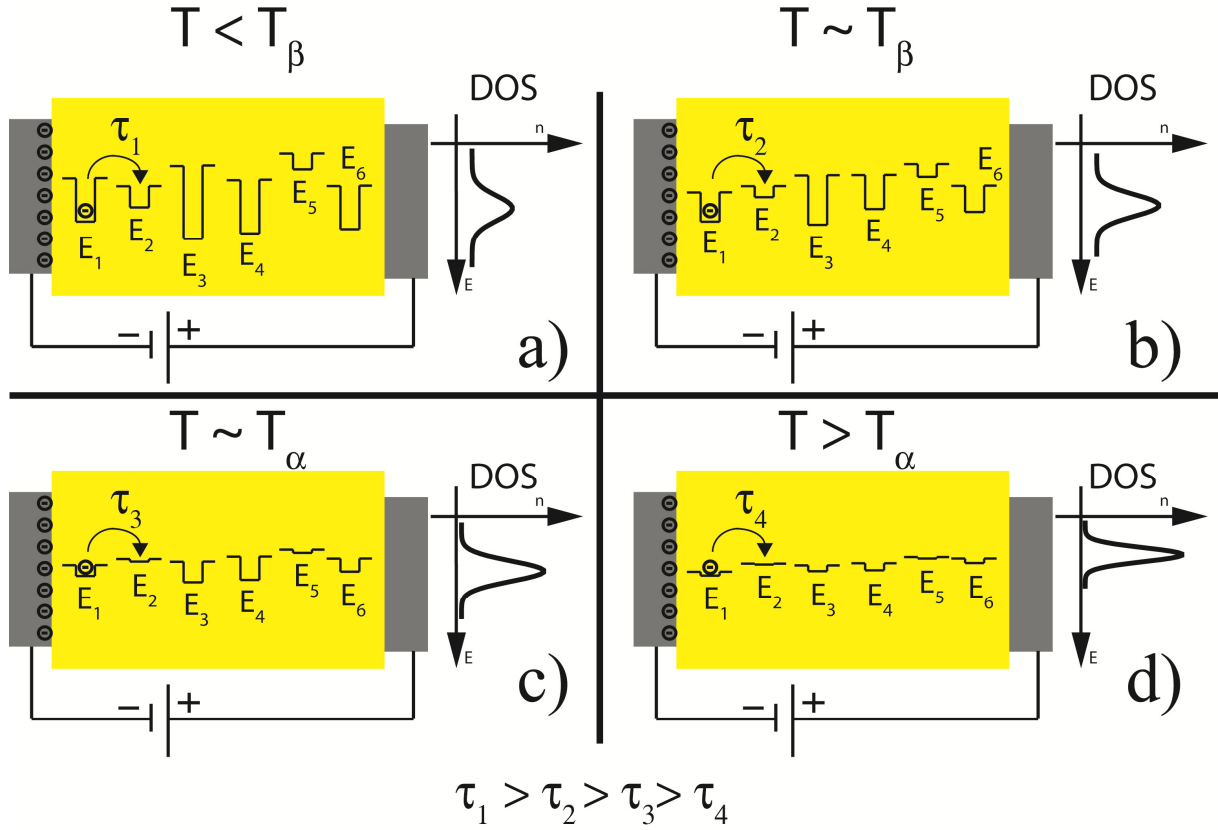 T < Tβ
DOS
n
τ1
E1
E2
E3
E4
E5
E6
E
− +
a)
T ~ Tβ
DOS
n
τ2
E1
E2
E3
E4
E5
E6
E
− +
b)
T ~ Tα
DOS
n
τ3
E1
E2
E3
E4
E5
E6
E
− +
c)
T > Tα
DOS
n
τ4
E1
E2
E3
E4
E5
E6
E
− +
d)
τ1 > τ2 > τ3 > τ4